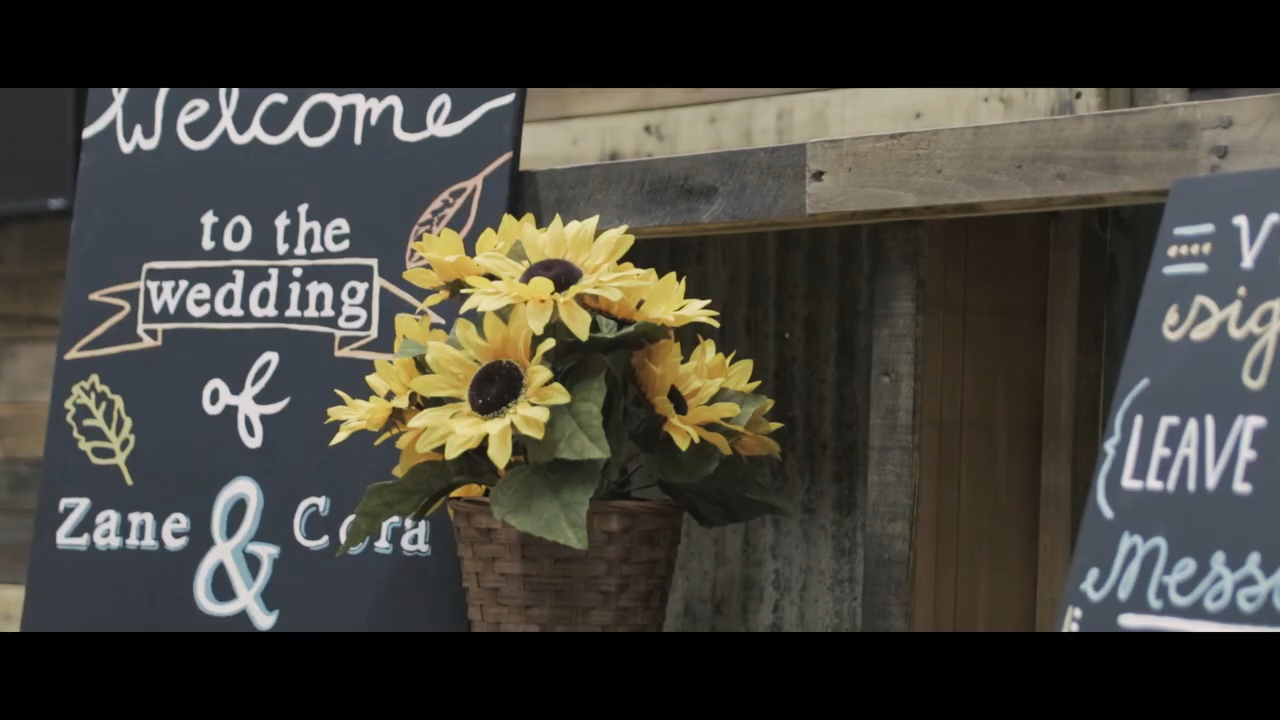 Welcome
to the
wedding
of
Zane & Cora
LEAVE